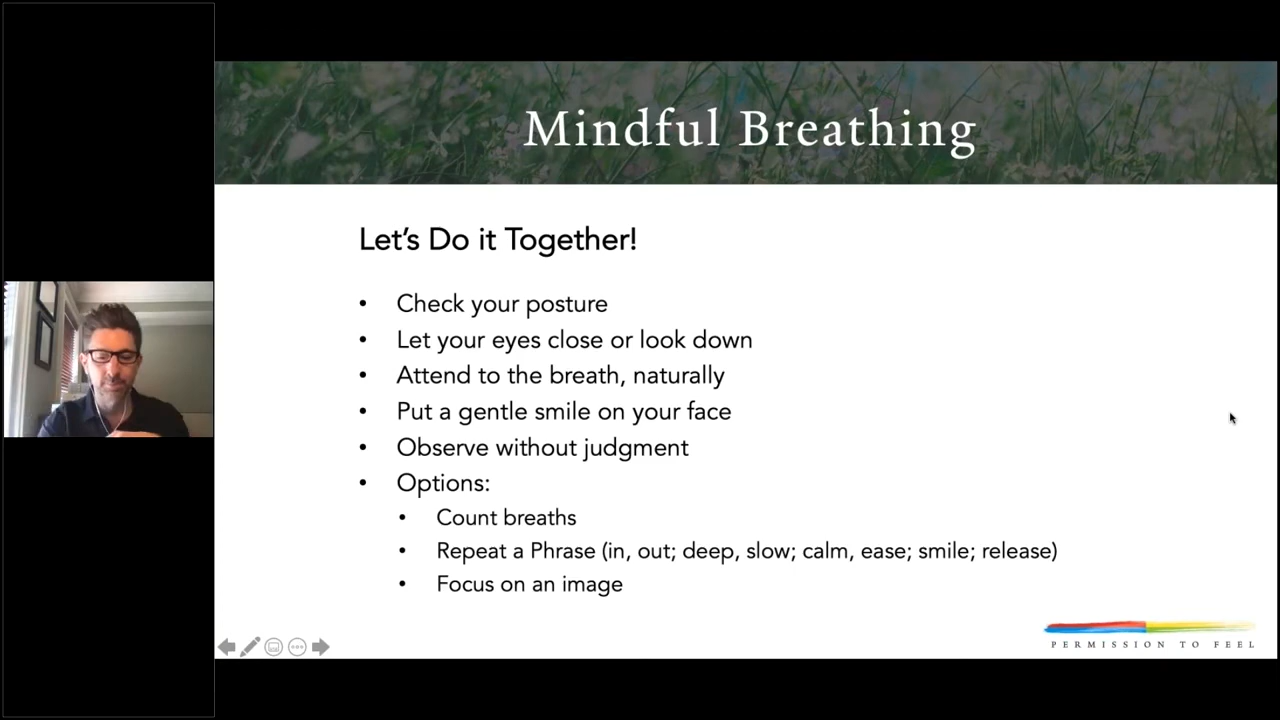 Mindful Breathing
Let's Do it Together!
• Check your posture
• Let your eyes close or look down
• Attend to the breath, naturally
• Put a gentle smile on your face
• Observe without judgment
• Options:
• Count breaths
• Repeat a Phrase (in, out; deep, slow; calm, ease; smile; release)
• Focus on an image
PERMISSION TO FEEL